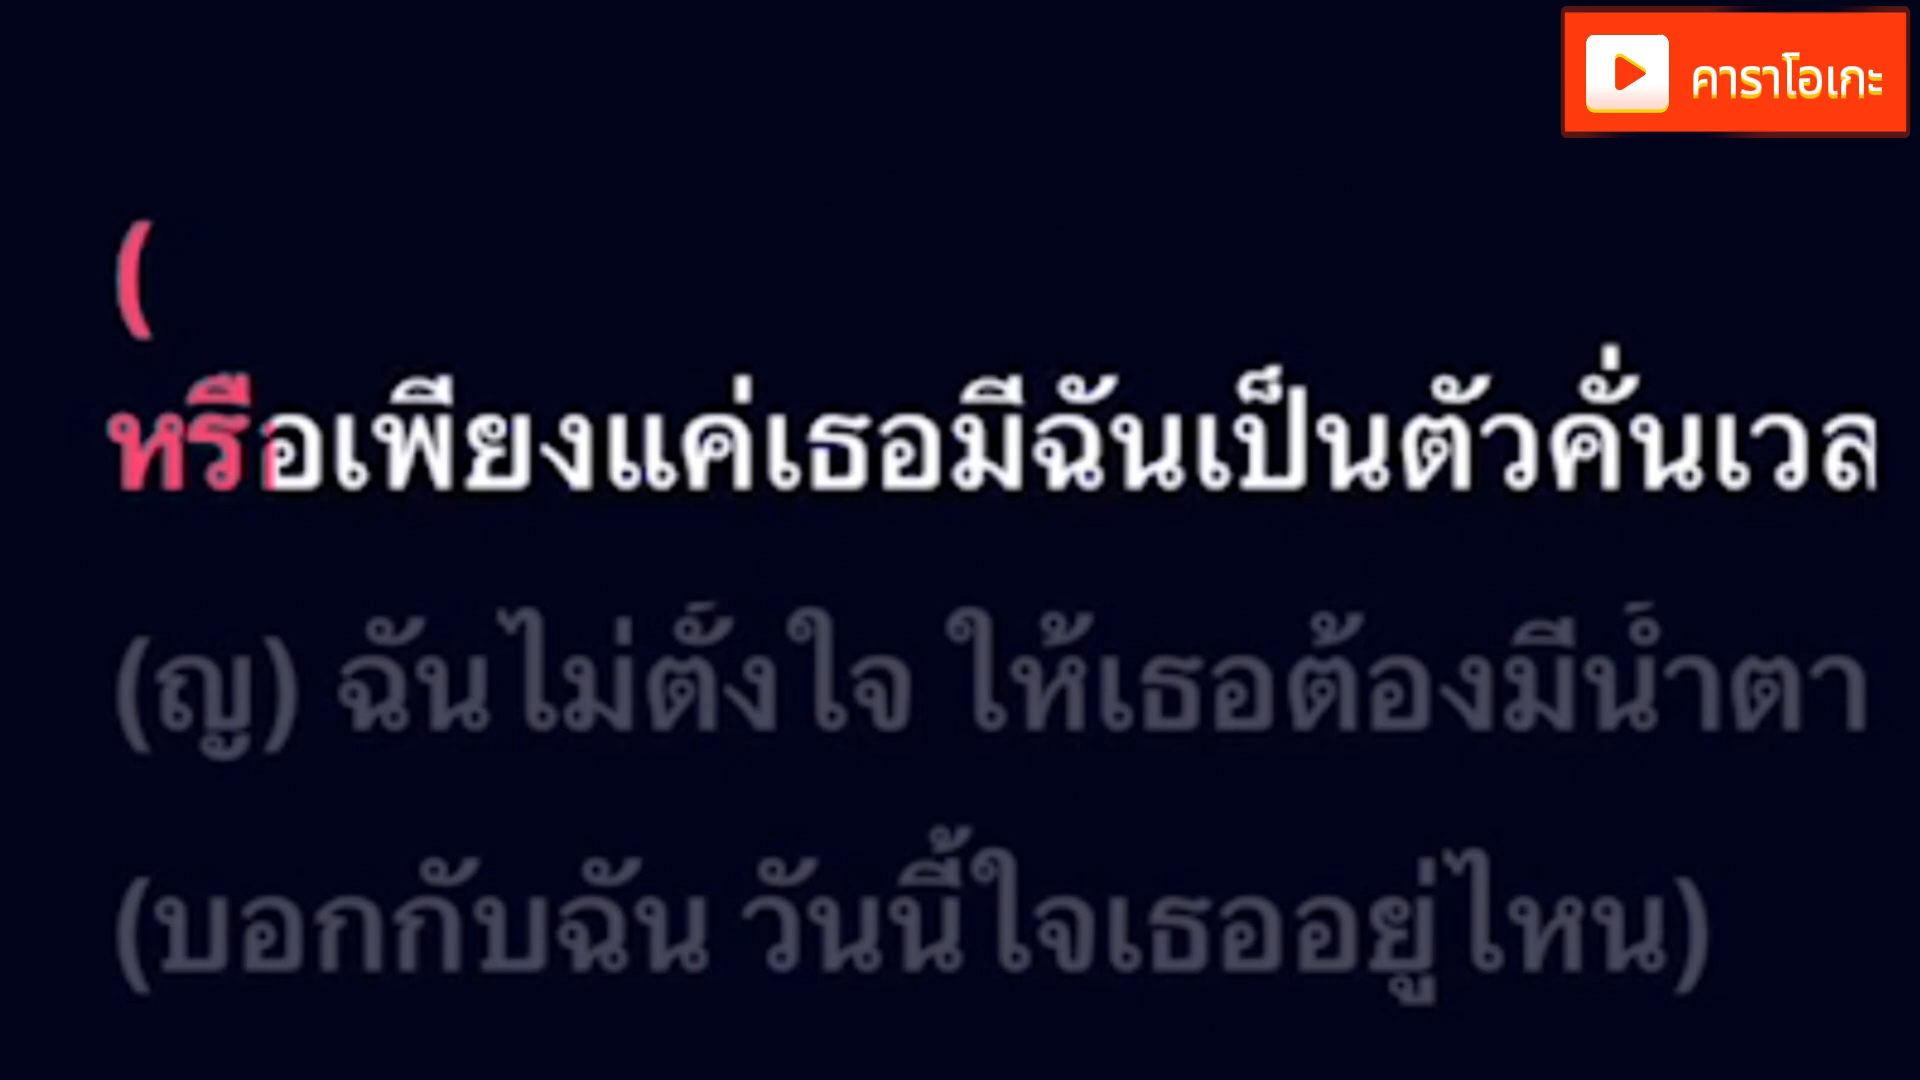 คาราโอเกะ
(
หรือเพียงแค่เธอมีฉันเป็นตัวคั่นเวล
(ญ) ฉันไม่ตั้งใจ ให้เธอต้องมีน้ำตา
(บอกกับฉัน วันนี้ใจเธออยู่ไหน)